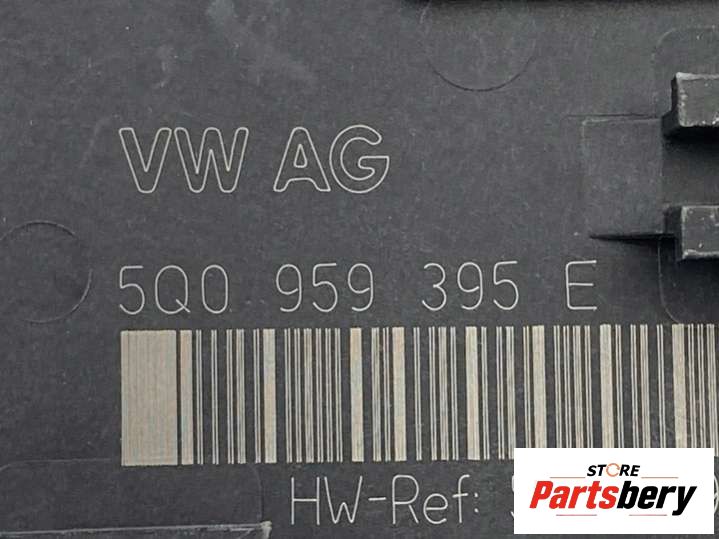 VW AG
5Q0 959 395 E
HW-Ref:
STORE
Partsbery